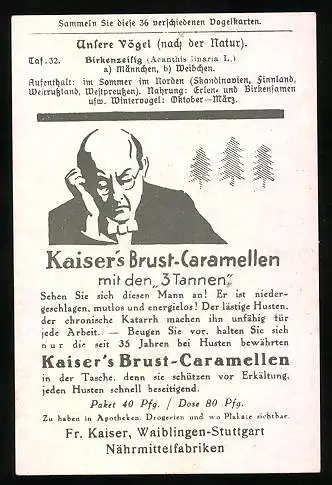 Sammeln Sie diese 36 verschiedenen Vogelkarten.
Unsere Vögel (nach der Natur).
Taf. 32. Birkenzeisig (Acanthis linaria L.)
a) Männchen, b) Weibchen.
Aufenthalt: im Sommer im Norden (Skandinavien, Finnland,
Westrußland, Westpreußen). Nahrung: Erlen- und Birkensamen
usw. Wintervogel: Oktober—März.
Kaiser's Brust-Caramellen
mit den „3 Tannen"
Sehen Sie sich diesen Mann an! Er ist nieder-
geschlagen, mutlos und energielos! Der lästige Husten,
der chronische Katarrh machen ihn unfähig für
jede Arbeit. — Beugen Sie vor, halten Sie sich
nur die seit 35 Jahren bei Husten bewährten
Kaiser's Brust-Caramellen
in der Tasche, denn sie schützen vor Erkältung,
jeden Husten schnell beseitigend.
Paket 40 Pfg. / Dose 80 Pfg.
Zu haben in Apotheken, Drogerien und wo Plakate sichtbar.
Fr. Kaiser, Waiblingen-Stuttgart
Nährmittelfabriken